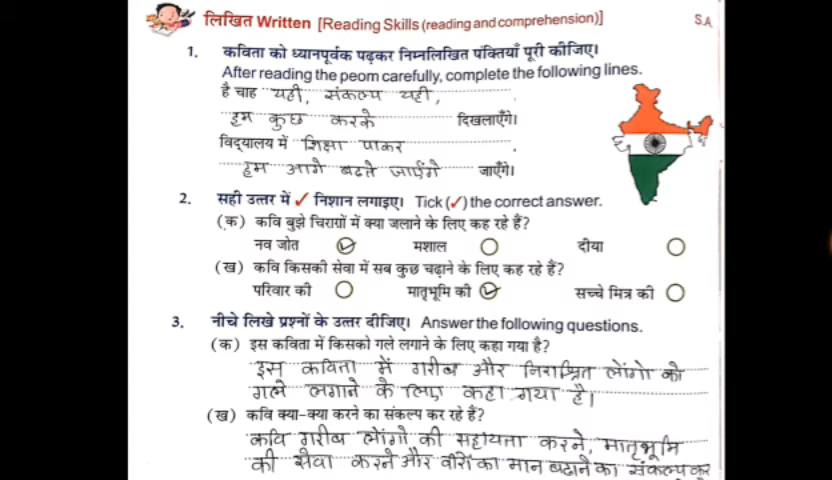 लिखित Written [Reading Skills (reading and comprehension)]
S.A
1. कविता को ध्यानपूर्वक पढ़कर निम्नलिखित पंक्तियाँ पूरी कीजिए।
After reading the peom carefully, complete the following lines.
है चाह यही, संकल्प यही,
हम कुछ करके दिखलाएँगे।
विद्यालय में शिक्षा पाकर
हम आगे बढते जाएँगे जाएँगे।
2. सही उत्तर में ✓ निशान लगाइए। Tick (✓) the correct answer.
(क) कवि बुझे चिराग़ों में क्या जलाने के लिए कह रहे हैं?
नव जोत मशाल दीया
(ख) कवि किसकी सेवा में सब कुछ चढ़ाने के लिए कह रहे हैं?
परिवार की मातृभूमि की सच्चे मित्र की
3. नीचे लिखे प्रश्नों के उत्तर दीजिए। Answer the following questions.
(क) इस कविता में किसको गले लगाने के लिए कहा गया है?
इस कविता में गरीब और निराश्रित लोंगो को
गले लगाने के लिए कहा गया है।
(ख) कवि क्या-क्या करने का संकल्प कर रहे हैं?
कवि गरीब लोंगो की सहायता करने, मातृभूमि
की सेवा करने और वीरों का मान बढाने का संकल्प कर